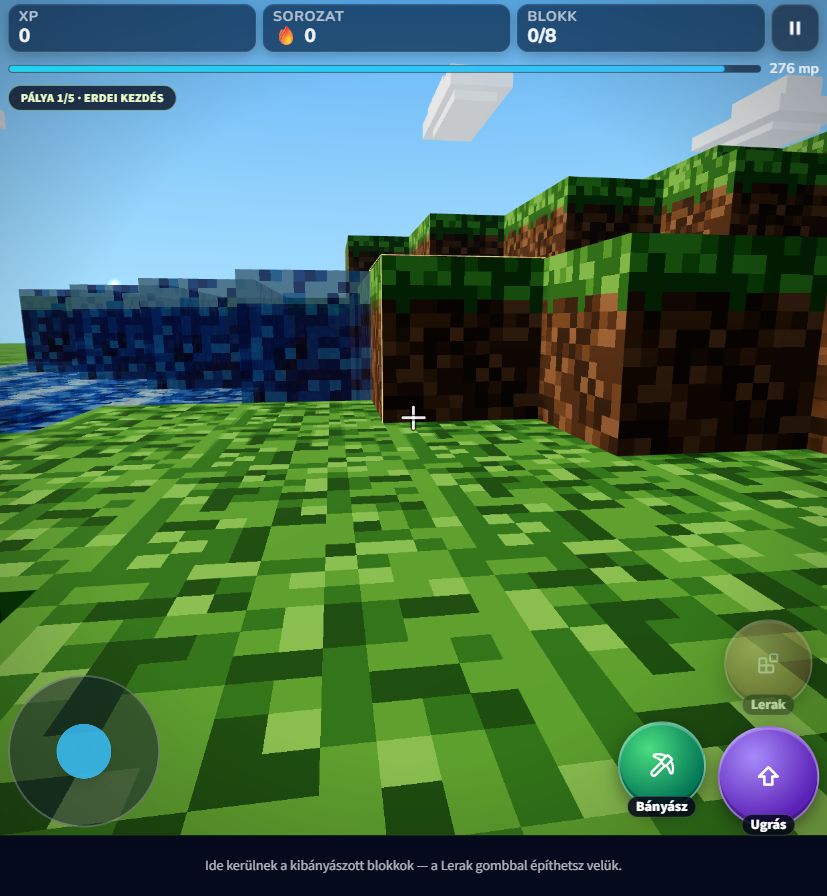 XP
0
SOROZAT
🔥 0
BLOKK
0/8
276 mp
PÁLYA 1/5 · ERDEI KEZDÉS
Lerak
Bányász
Ugrás
Ide kerülnek a kibányászott blokkok — a Lerak gombbal építhetsz velük.